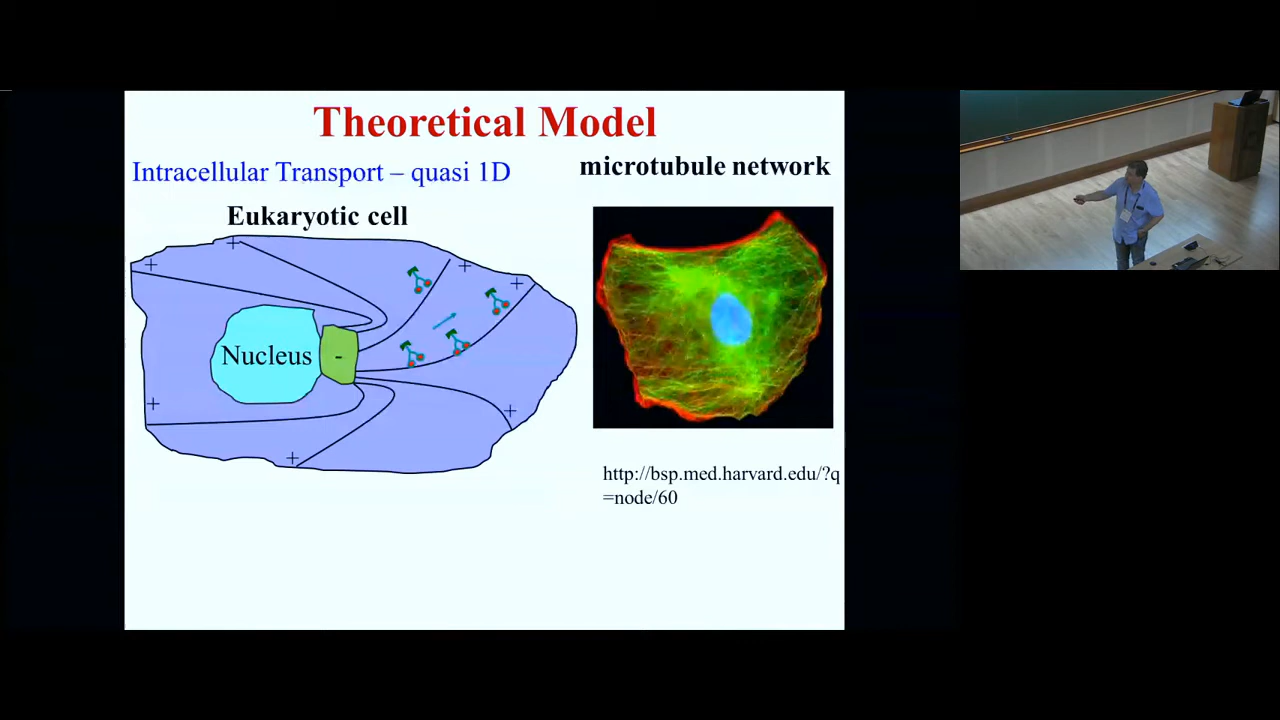 Theoretical Model
Intracellular Transport – quasi 1D
microtubule network
Eukaryotic cell
+
+
+
+
Nucleus
-
+
+
+
http://bsp.med.harvard.edu/?q
=node/60